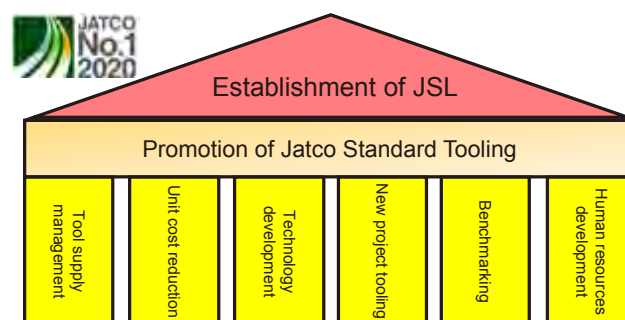 JATCO
No.1
2020
Establishment of JSL
Promotion of Jatco Standard Tooling
Tool supply
management
Unit cost reduction
Technology
development
New project tooling
Benchmarking
Human resources
development